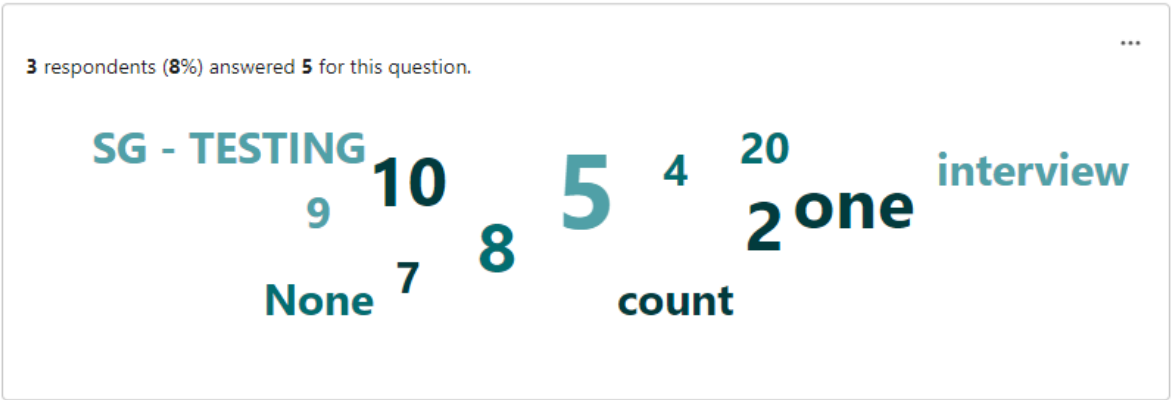 ...
3 respondents (8%) answered 5 for this question.
SG - TESTING
20
10
5
4
interview
9
2
one
8
7
None
count